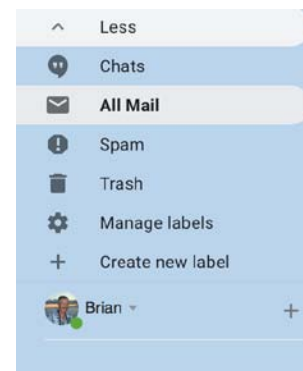 Less
Chats
All Mail
Spam
Trash
Manage labels
Create new label
Brian